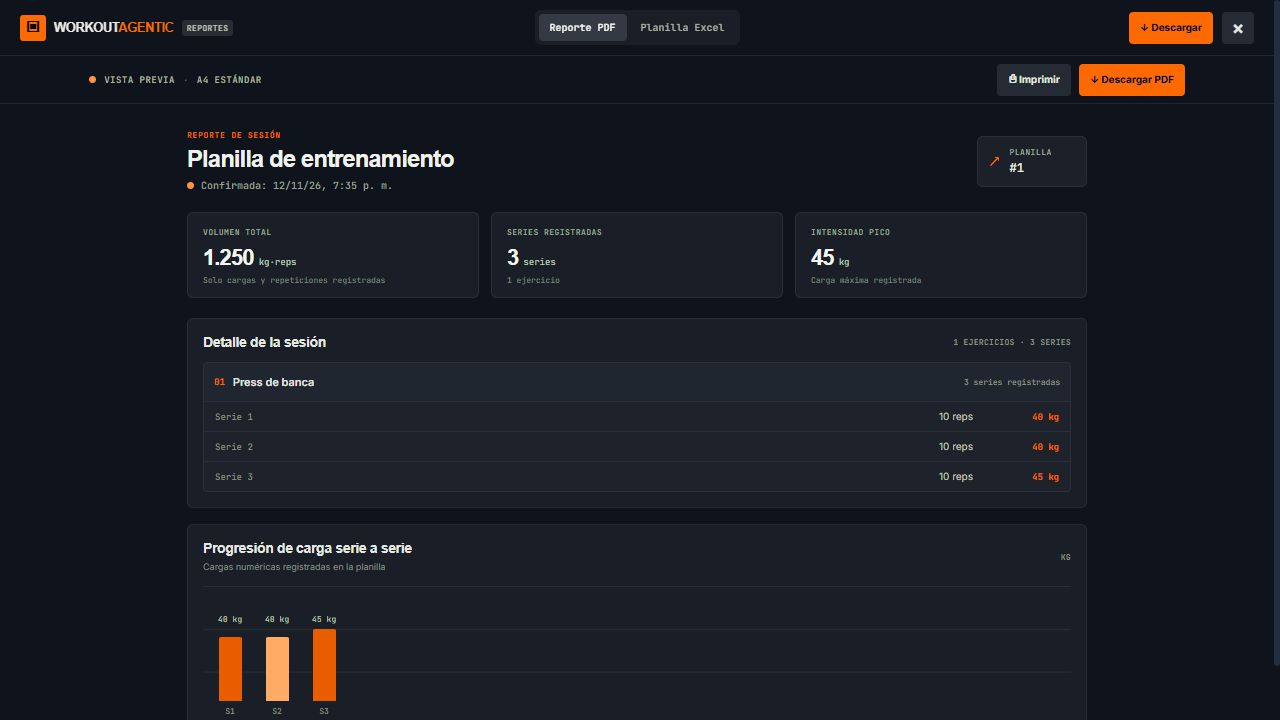 WORKOUTAGENTIC REPORTES
Reporte PDF Planilla Excel
↓ Descargar ×
VISTA PREVIA · A4 ESTÁNDAR
Imprimir ↓ Descargar PDF
REPORTE DE SESIÓN
Planilla de entrenamiento
Confirmada: 12/11/26, 7:35 p. m.
PLANILLA
#1
VOLUMEN TOTAL
1.250 kg·reps
Solo cargas y repeticiones registradas
SERIES REGISTRADAS
3 series
1 ejercicio
INTENSIDAD PICO
45 kg
Carga máxima registrada
Detalle de la sesión 1 EJERCICIOS · 3 SERIES
01 Press de banca 3 series registradas
Serie 1 10 reps 40 kg
Serie 2 10 reps 40 kg
Serie 3 10 reps 45 kg
Progresión de carga serie a serie
Cargas numéricas registradas en la planilla
KG
40 kg 40 kg 45 kg
S1 S2 S3